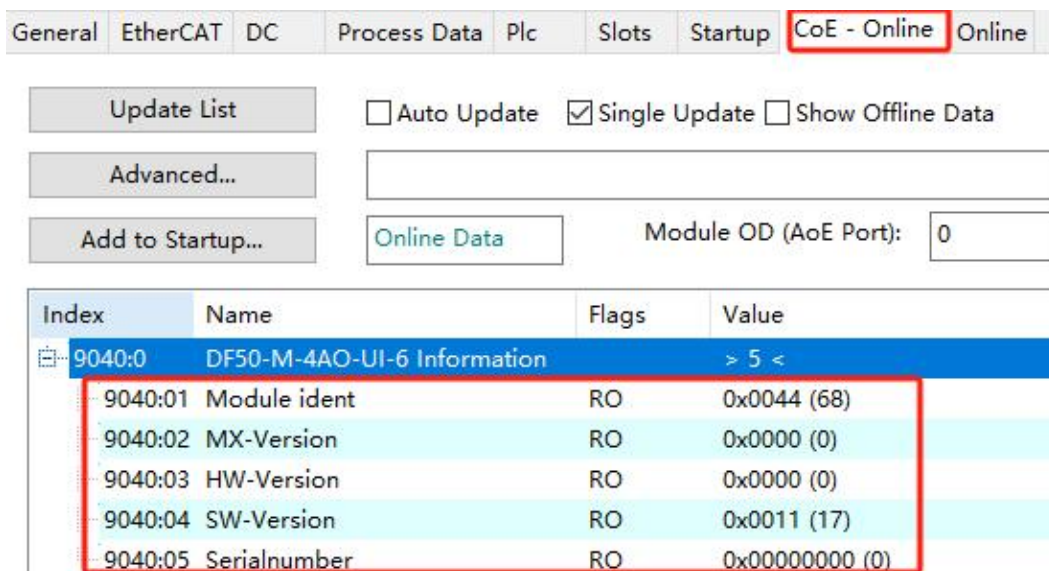 General EtherCAT DC Process Data Plc Slots Startup CoE - Online Online
Update List Auto Update Single Update Show Offline Data
Advanced...
Add to Startup... Online Data Module OD (AoE Port): 0
Index Name Flags Value
9040:0 DF50-M-4AO-UI-6 Information > 5 <
9040:01 Module ident RO 0x0044 (68)
9040:02 MX-Version RO 0x0000 (0)
9040:03 HW-Version RO 0x0000 (0)
9040:04 SW-Version RO 0x0011 (17)
9040:05 Serialnumber RO 0x00000000 (0)